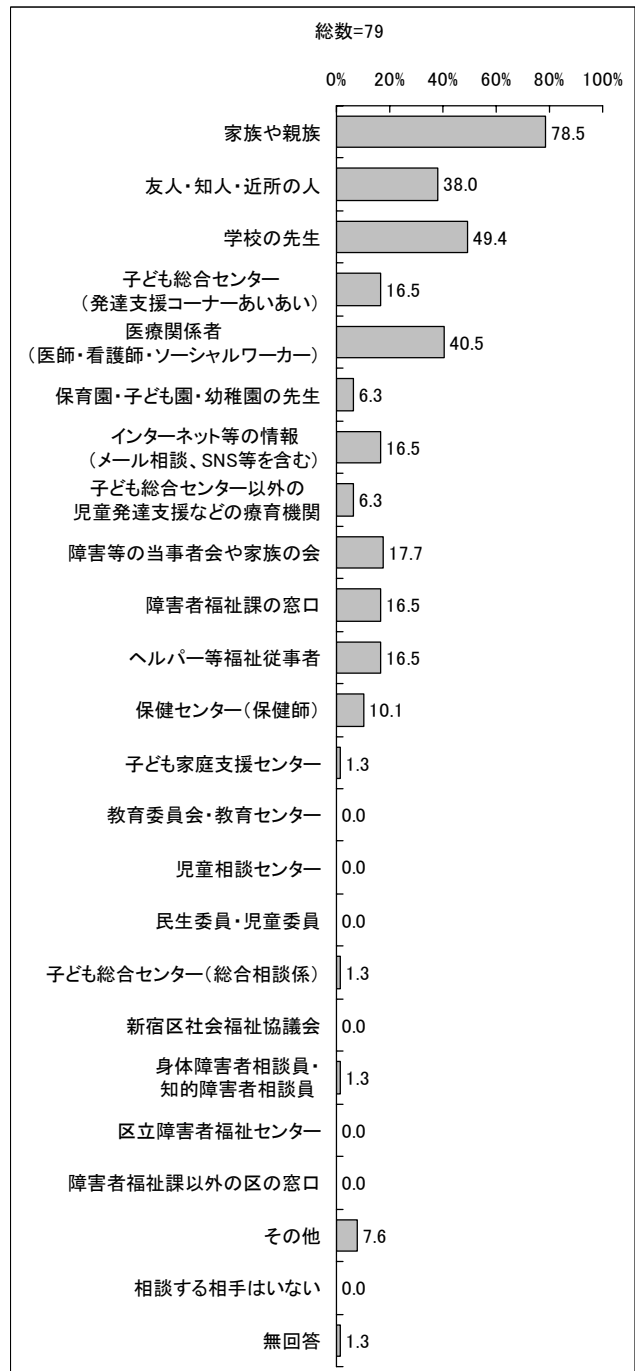 総数=79
0% 20% 40% 60% 80% 100%
家族や親族 78.5
友人・知人・近所の人 38.0
学校の先生 49.4
子ども総合センター
(発達支援コーナーあいあい) 16.5
医療関係者
(医師・看護師・ソーシャルワーカー) 40.5
保育園・子ども園・幼稚園の先生 6.3
インターネット等の情報
(メール相談、SNS等を含む) 16.5
子ども総合センター以外の
児童発達支援などの療育機関 6.3
障害等の当事者会や家族の会 17.7
障害者福祉課の窓口 16.5
ヘルパー等福祉従事者 16.5
保健センター(保健師) 10.1
子ども家庭支援センター 1.3
教育委員会・教育センター 0.0
児童相談センター 0.0
民生委員・児童委員 0.0
子ども総合センター(総合相談係) 1.3
新宿区社会福祉協議会 0.0
身体障害者相談員・
知的障害者相談員 1.3
区立障害者福祉センター 0.0
障害者福祉課以外の区の窓口 0.0
その他 7.6
相談する相手はいない 0.0
無回答 1.3